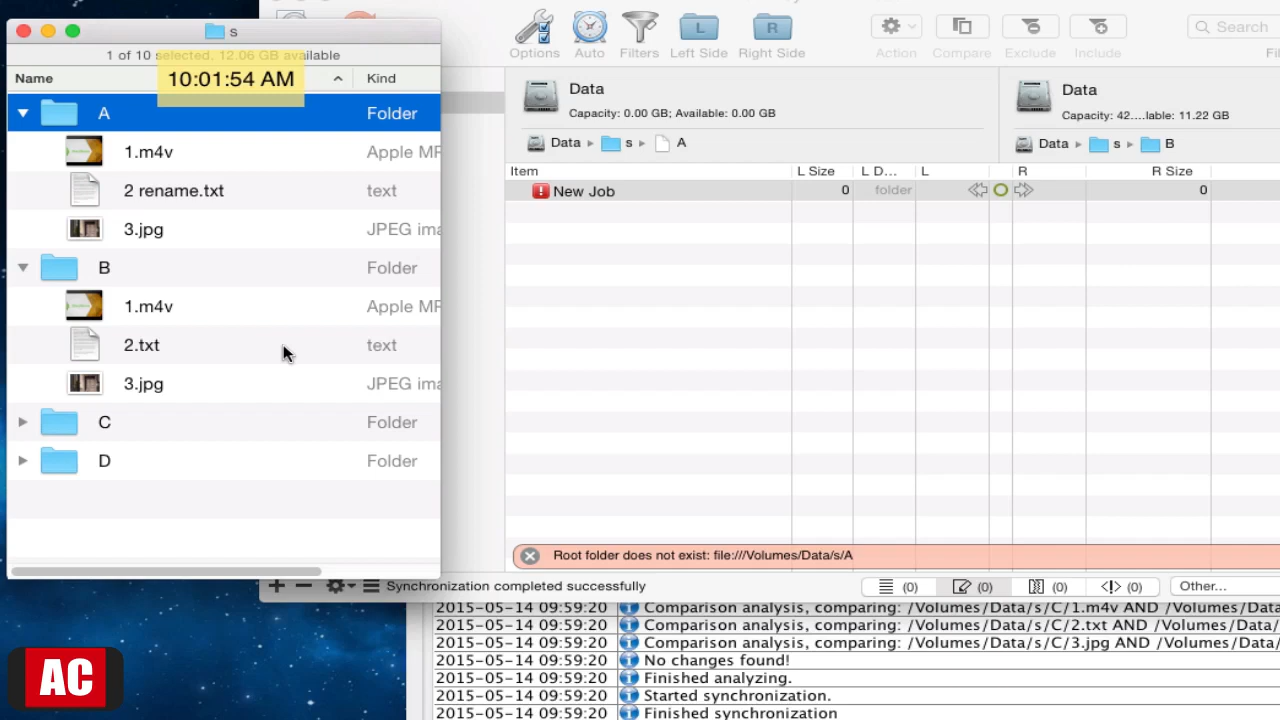 s
1 of 10 selected, 12.06 GB available
10:01:54 AM
Name Kind
A Folder
1.m4v Apple MP
2 rename.txt text
3.jpg JPEG ima
B Folder
1.m4v Apple MP
2.txt text
3.jpg JPEG ima
C Folder
D Folder
Options Auto Filters Left Side Right Side Action Compare Exclude Include
L R
Search
Data
Capacity: 0.00 GB; Available: 0.00 GB
Data s A
Data
Capacity: 42....lable: 11.22 GB
Data s B
Item L Size L D... L R R Size
New Job 0 folder 0
Root folder does not exist: file:///Volumes/Data/s/A
Synchronization completed successfully (0) (0) (0) (0) Other...
2015-05-14 09:59:20 Comparison analysis, comparing: /Volumes/Data/s/C/1.m4v AND /Volumes/Data
2015-05-14 09:59:20 Comparison analysis, comparing: /Volumes/Data/s/C/2.txt AND /Volumes/Data/
2015-05-14 09:59:20 Comparison analysis, comparing: /Volumes/Data/s/C/3.jpg AND /Volumes/Data/s
2015-05-14 09:59:20 No changes found!
2015-05-14 09:59:20 Finished analyzing.
2015-05-14 09:59:20 Started synchronization.
2015-05-14 09:59:20 Finished synchronization
AC